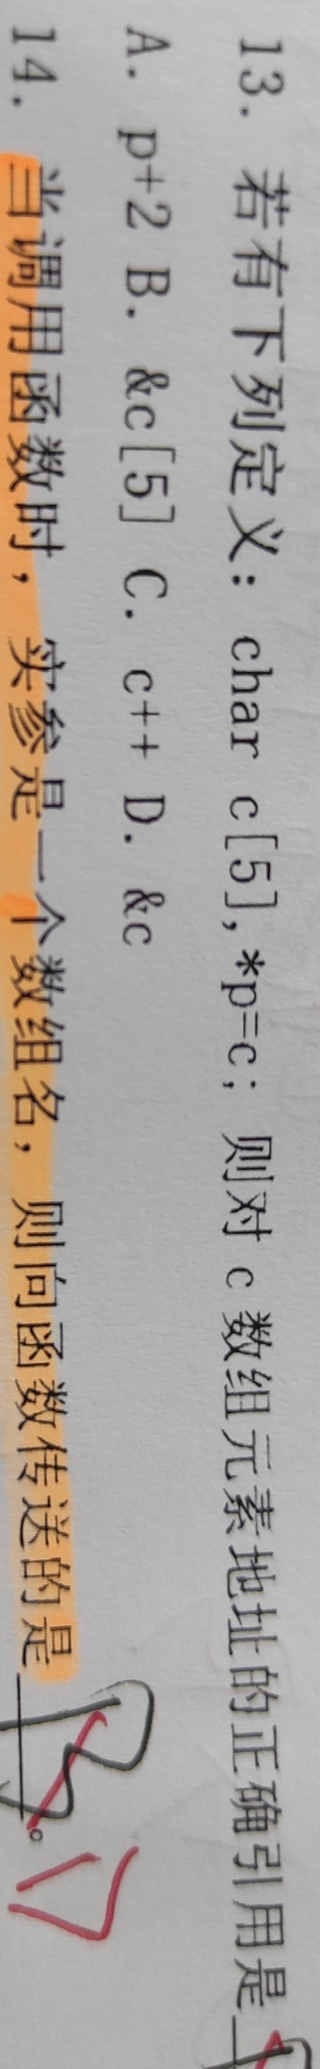 13. 若有下列定义：char c[5],*p=c; 则对 c 数组元素地址的正确引用是
A. p+2 B. &c[5] C. c++ D. &c
14. 当调用函数时，实参是一个数组名，则向函数传送的是 B。 D